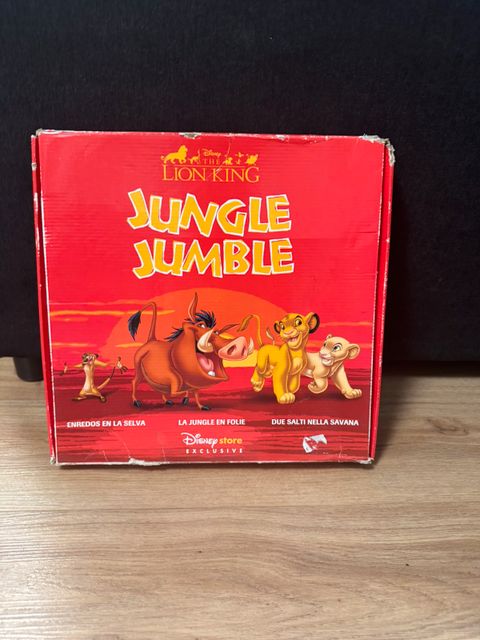 Disney
THE
LION KING
JUNGLE
JUMBLE
ENREDOS EN LA SELVA
LA JUNGLE EN FOLIE
DUE SALTI NELLA SAVANA
Disney store
EXCLUSIVE